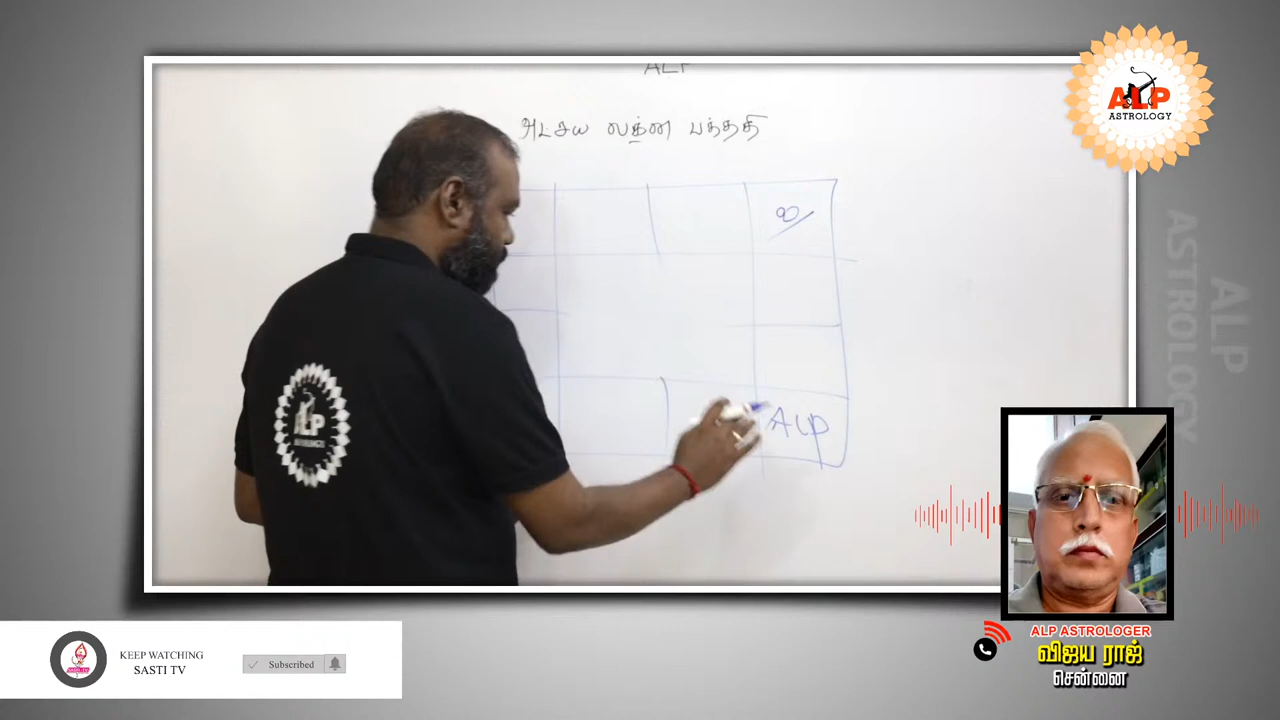 ALP
அட்சய லக்ன பத்ததி
ல/
ALP
ALP
ASTROLOGY
ALP
ASTROLOGY
ALP
KEEP WATCHING
SASTI TV
✓ Subscribed
ALP ASTROLOGER
விஜய ராஜ்
சென்னை